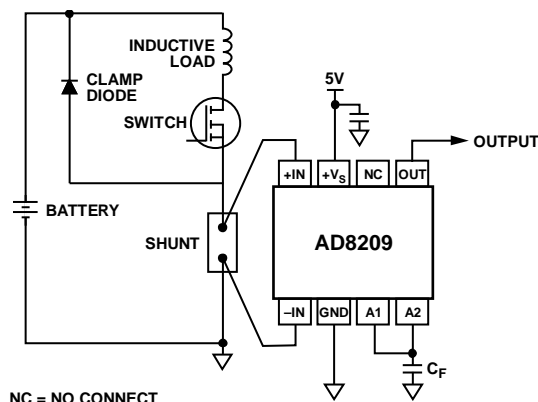 INDUCTIVE
LOAD
CLAMP
DIODE
SWITCH
BATTERY
SHUNT
5V
OUTPUT
+IN +VS NC OUT
AD8209
–IN GND A1 A2
CF
NC = NO CONNECT